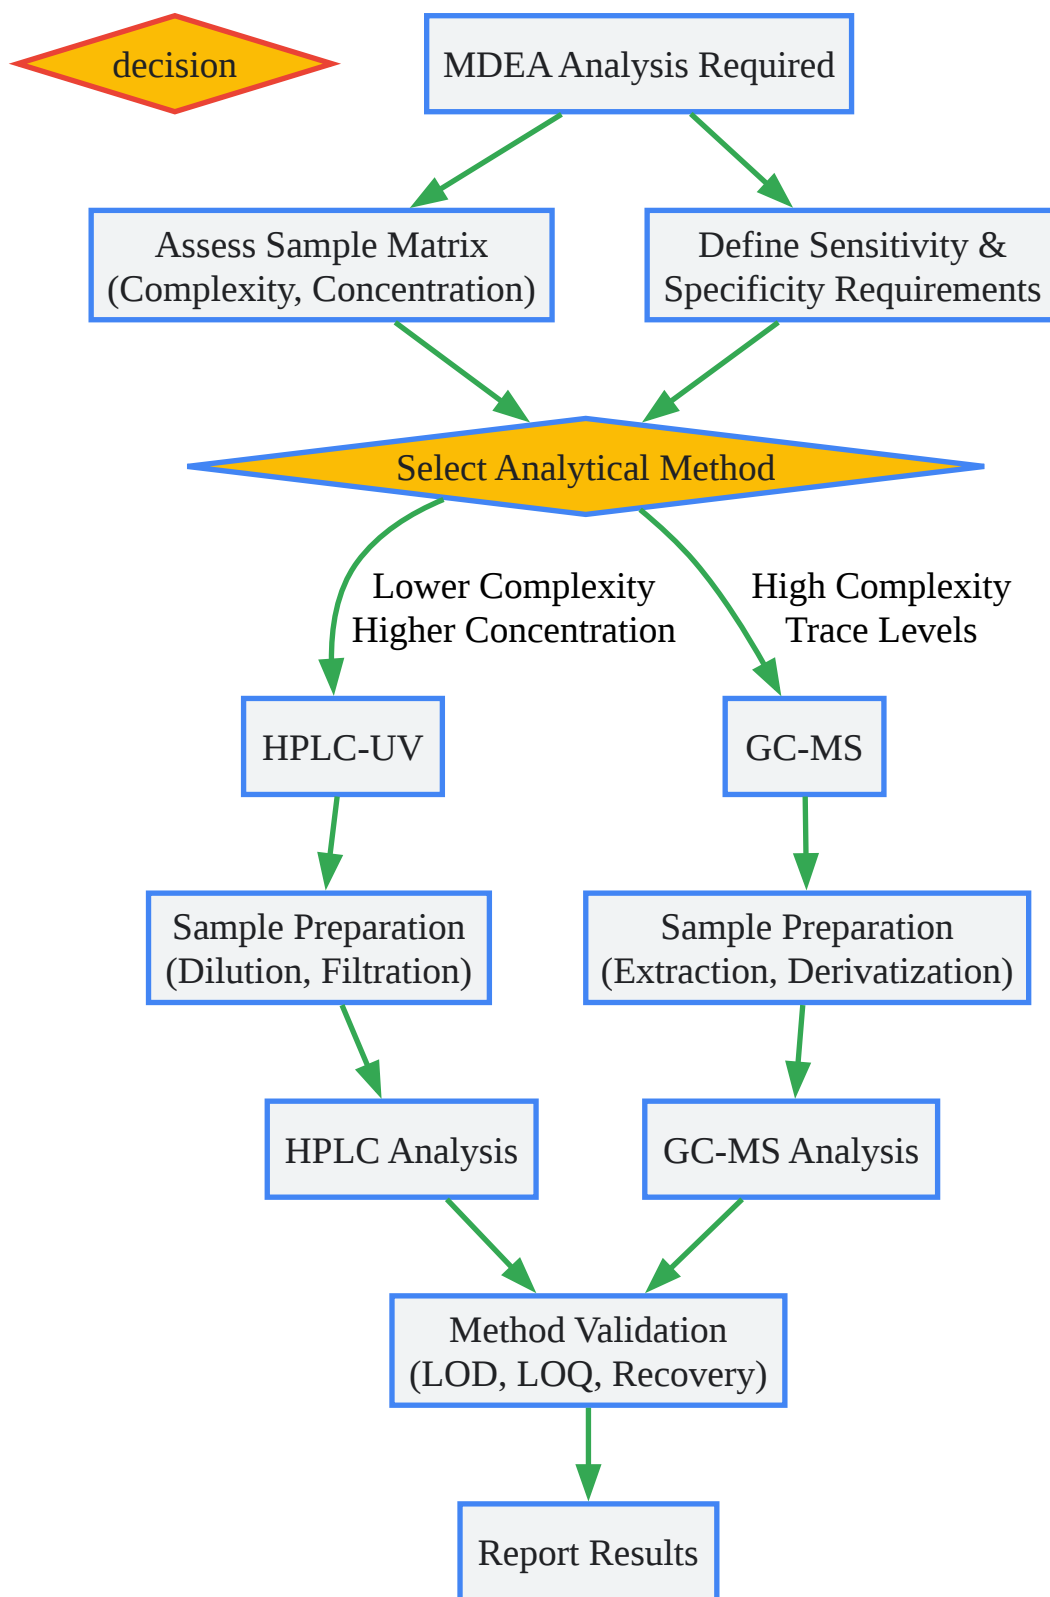 decision
MDEA Analysis Required
Assess Sample Matrix
(Complexity, Concentration)
Define Sensitivity &
Specificity Requirements
Select Analytical Method
Lower Complexity
Higher Concentration
High Complexity
Trace Levels
HPLC-UV
GC-MS
Sample Preparation
(Dilution, Filtration)
Sample Preparation
(Extraction, Derivatization)
HPLC Analysis
GC-MS Analysis
Method Validation
(LOD, LOQ, Recovery)
Report Results